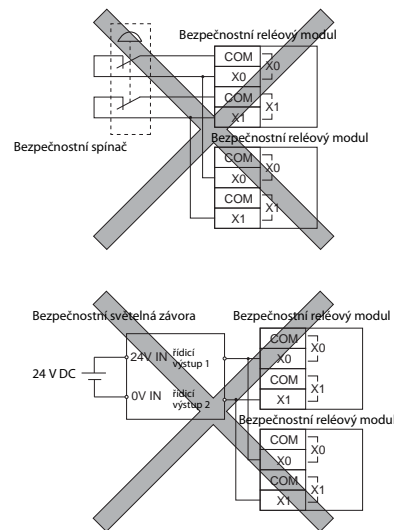 Bezpečnostní reléový modul
COM
X0
X0
COM
X1
X1
Bezpečnostní spínač
Bezpečnostní reléový modul
COM
X0
X0
COM
X1
X1
Bezpečnostní světelná závora
Bezpečnostní reléový modul
24V IN
řídicí
výstup 1
24 V DC
0V IN
řídicí
výstup 2
COM
X0
X0
COM
X1
X1
Bezpečnostní reléový modul
COM
X0
X0
COM
X1
X1